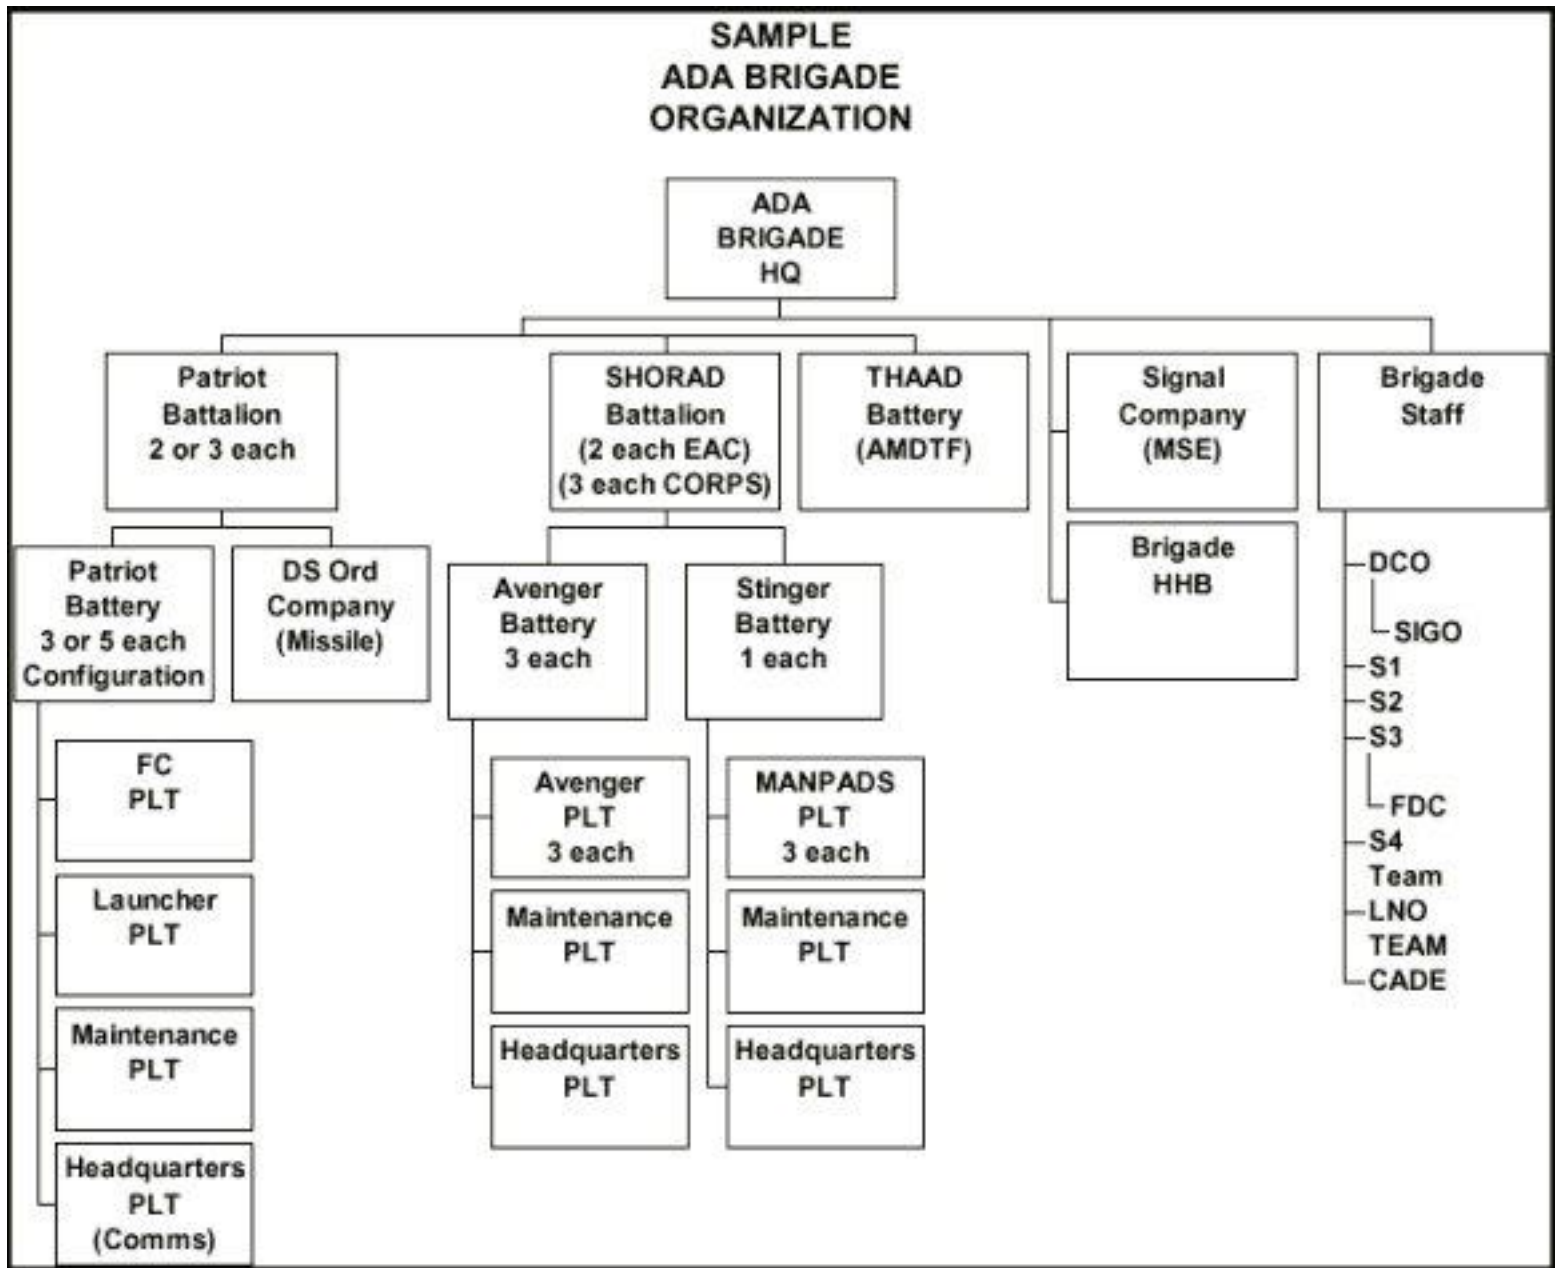 SAMPLE
ADA BRIGADE
ORGANIZATION
ADA
BRIGADE
HQ
Patriot
Battalion
2 or 3 each
SHORAD
Battalion
(2 each EAC)
(3 each CORPS)
THAAD
Battery
(AMDTF)
Signal
Company
(MSE)
Brigade
Staff
Patriot
Battery
3 or 5 each
Configuration
DS Ord
Company
(Missile)
Avenger
Battery
3 each
Stinger
Battery
1 each
Brigade
HHB
FC
PLT
Launcher
PLT
Maintenance
PLT
Headquarters
PLT
(Comms)
Avenger
PLT
3 each
Maintenance
PLT
Headquarters
PLT
MANPADS
PLT
3 each
Maintenance
PLT
Headquarters
PLT
DCO
SIGO
S1
S2
S3
FDC
S4
Team
LNO
TEAM
CADE